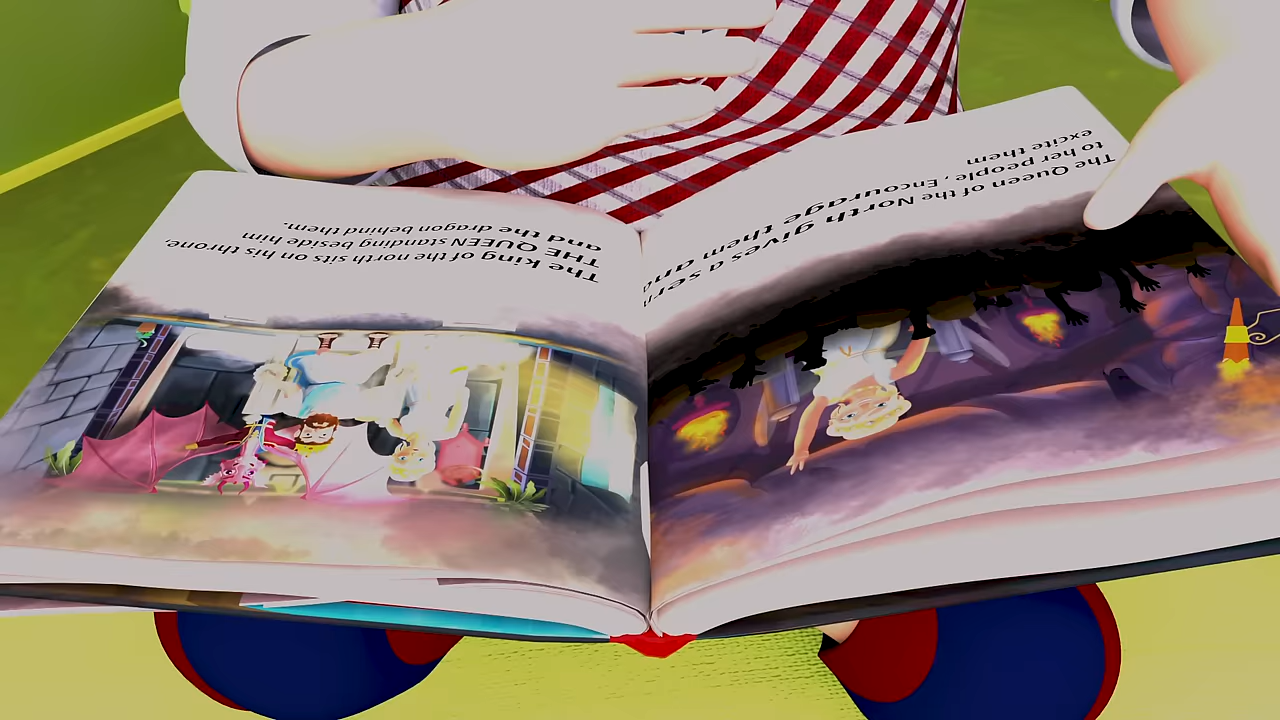 The Queen of the North gives a
to her people, Encourage them and
excite them
The king of the north sits on his throne,
THE QUEEN standing beside him
and the dragon behind them.